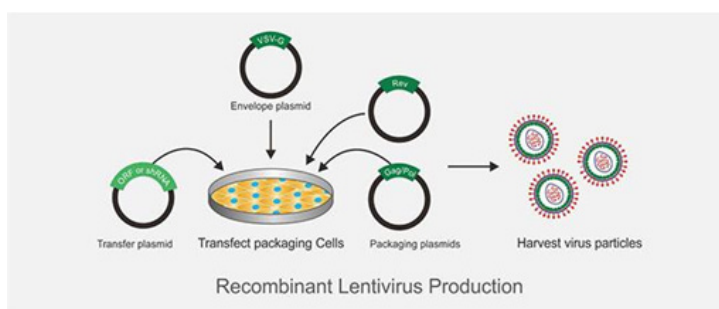 VSV-G
Envelope plasmid
Rev
ORF or shRNA
Gag/Pol
Transfer plasmid
Transfect packaging Cells
Packaging plasmids
Harvest virus particles
Recombinant Lentivirus Production